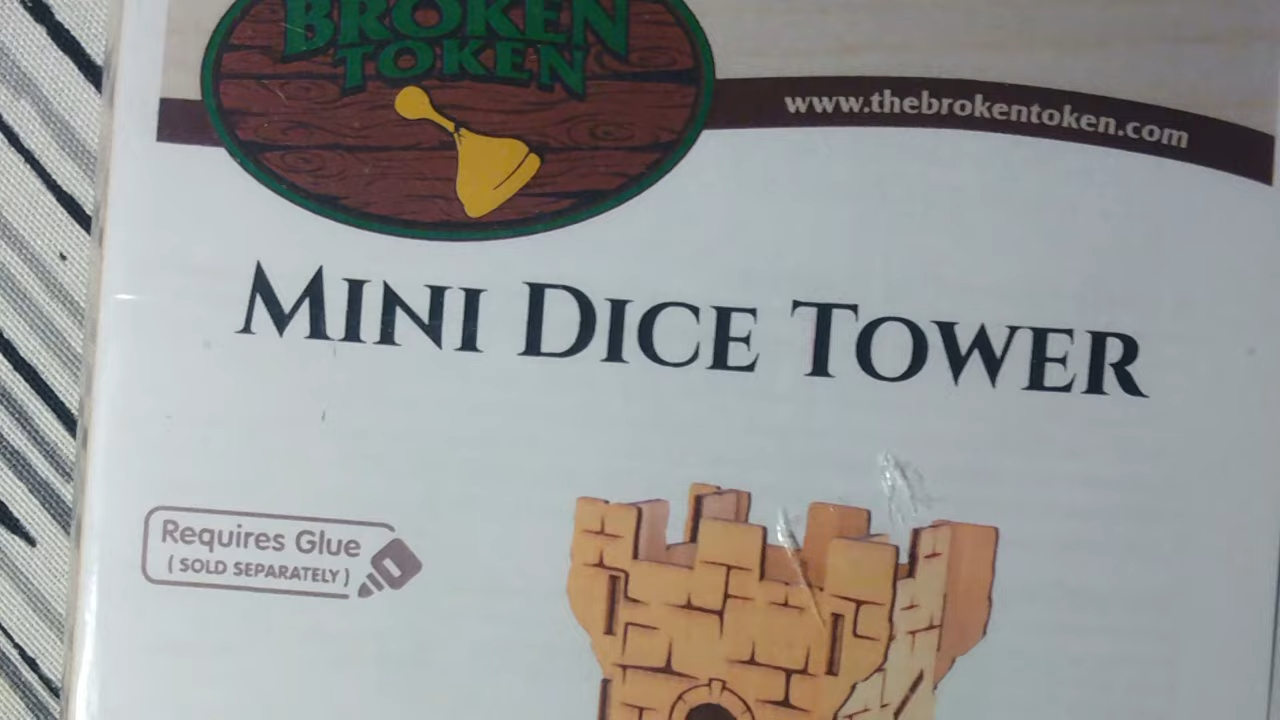 BROKEN
TOKEN
www.thebrokentoken.com
MINI DICE TOWER
Requires Glue
( SOLD SEPARATELY )